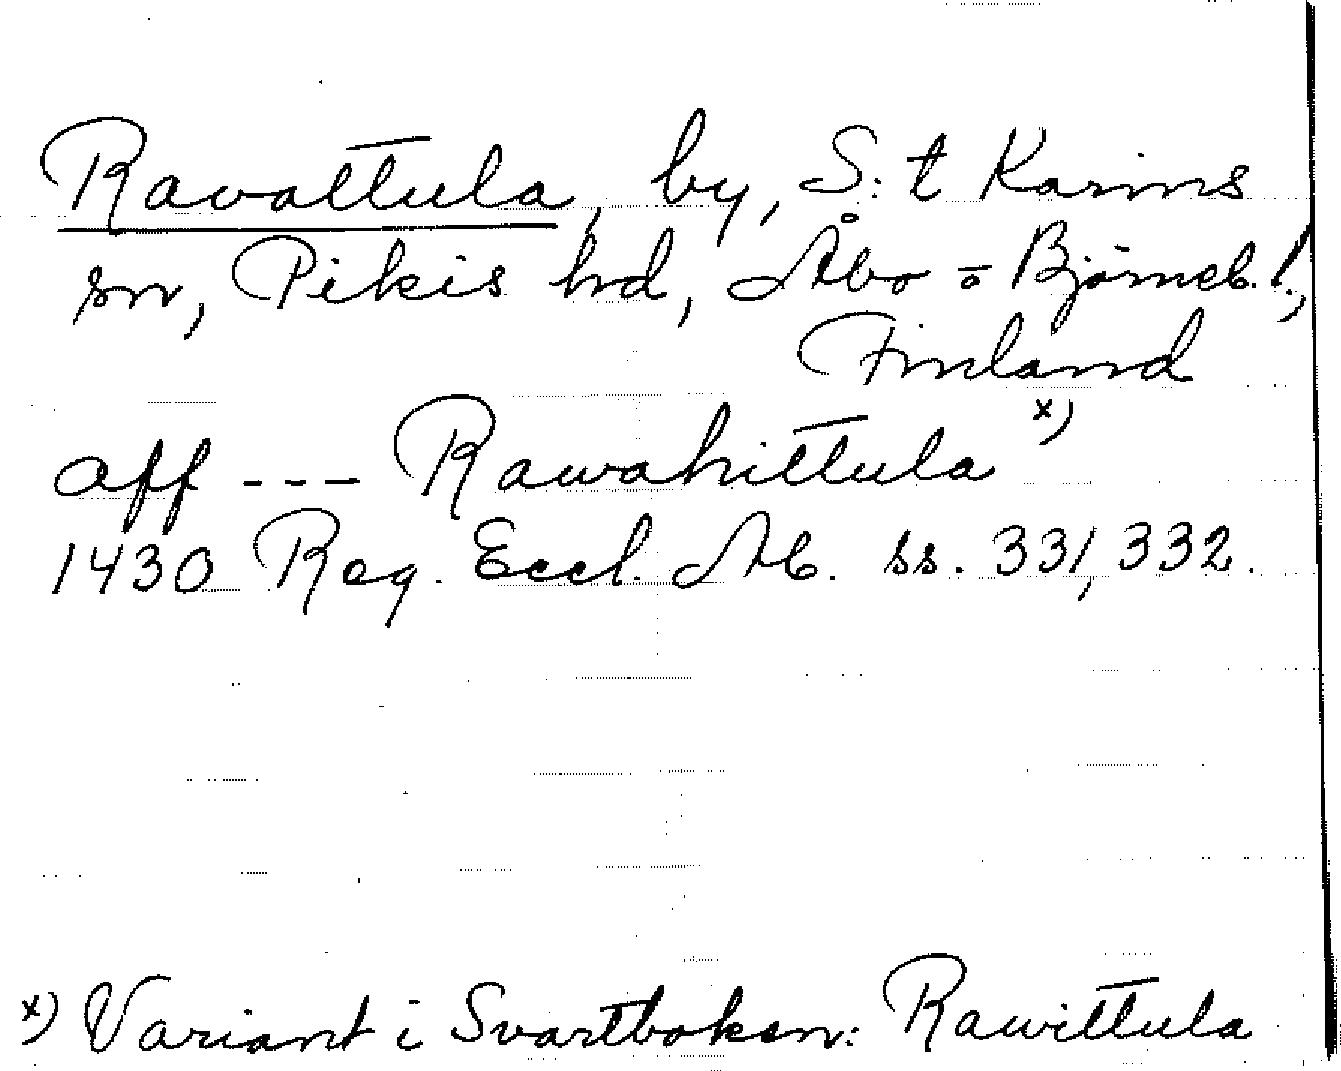 Ravattula, by, S:t Karins
sn, Pikis hd, Åbo-Björneb. l.,
Finland
aff --- Rawahittula x)
1430 Reg. Eccl. Ab. ss. 331, 332.
x) Variant i Svartboken: Rawittula